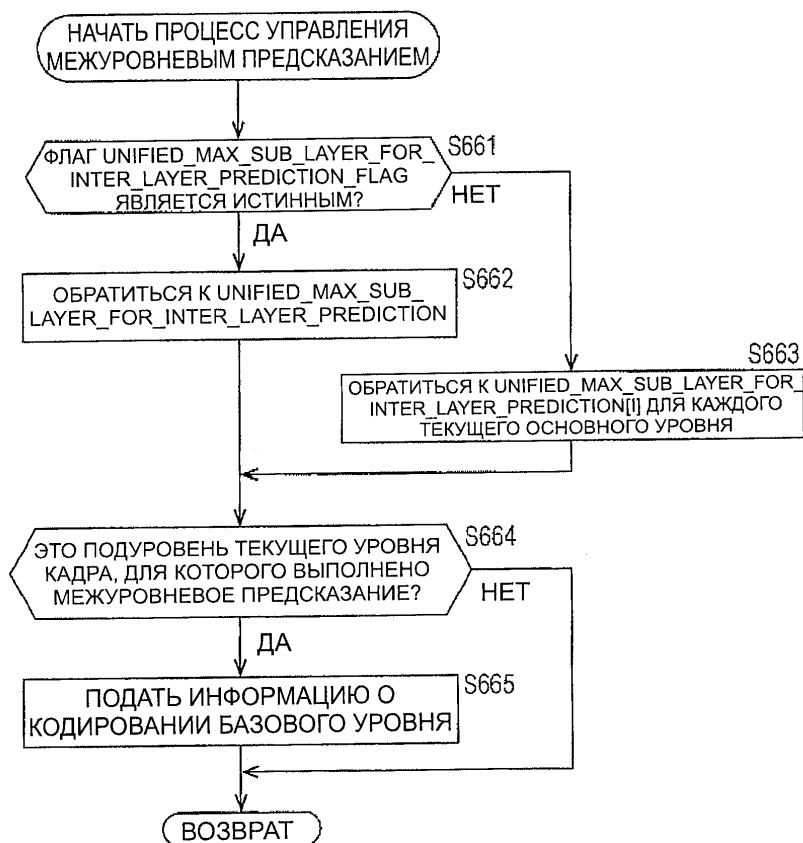 НАЧАТЬ ПРОЦЕСС УПРАВЛЕНИЯ
МЕЖУРОВНЕВЫМ ПРЕДСКАЗАНИЕМ
ФЛАГ UNIFIED_MAX_SUB_LAYER_FOR_
INTER_LAYER_PREDICTION_FLAG
ЯВЛЯЕТСЯ ИСТИННЫМ?
S661
НЕТ
ДА
ОБРАТИТЬСЯ К UNIFIED_MAX_SUB_
LAYER_FOR_INTER_LAYER_PREDICTION
S662
S663
ОБРАТИТЬСЯ К UNIFIED_MAX_SUB_LAYER_FOR_
INTER_LAYER_PREDICTION[I] ДЛЯ КАЖДОГО
ТЕКУЩЕГО ОСНОВНОГО УРОВНЯ
ЭТО ПОДУРОВЕНЬ ТЕКУЩЕГО УРОВНЯ
КАДРА, ДЛЯ КОТОРОГО ВЫПОЛНЕНО
МЕЖУРОВНЕВОЕ ПРЕДСКАЗАНИЕ?
S664
НЕТ
ДА
ПОДАТЬ ИНФОРМАЦИЮ О
КОДИРОВАНИИ БАЗОВОГО УРОВНЯ
S665
ВОЗВРАТ